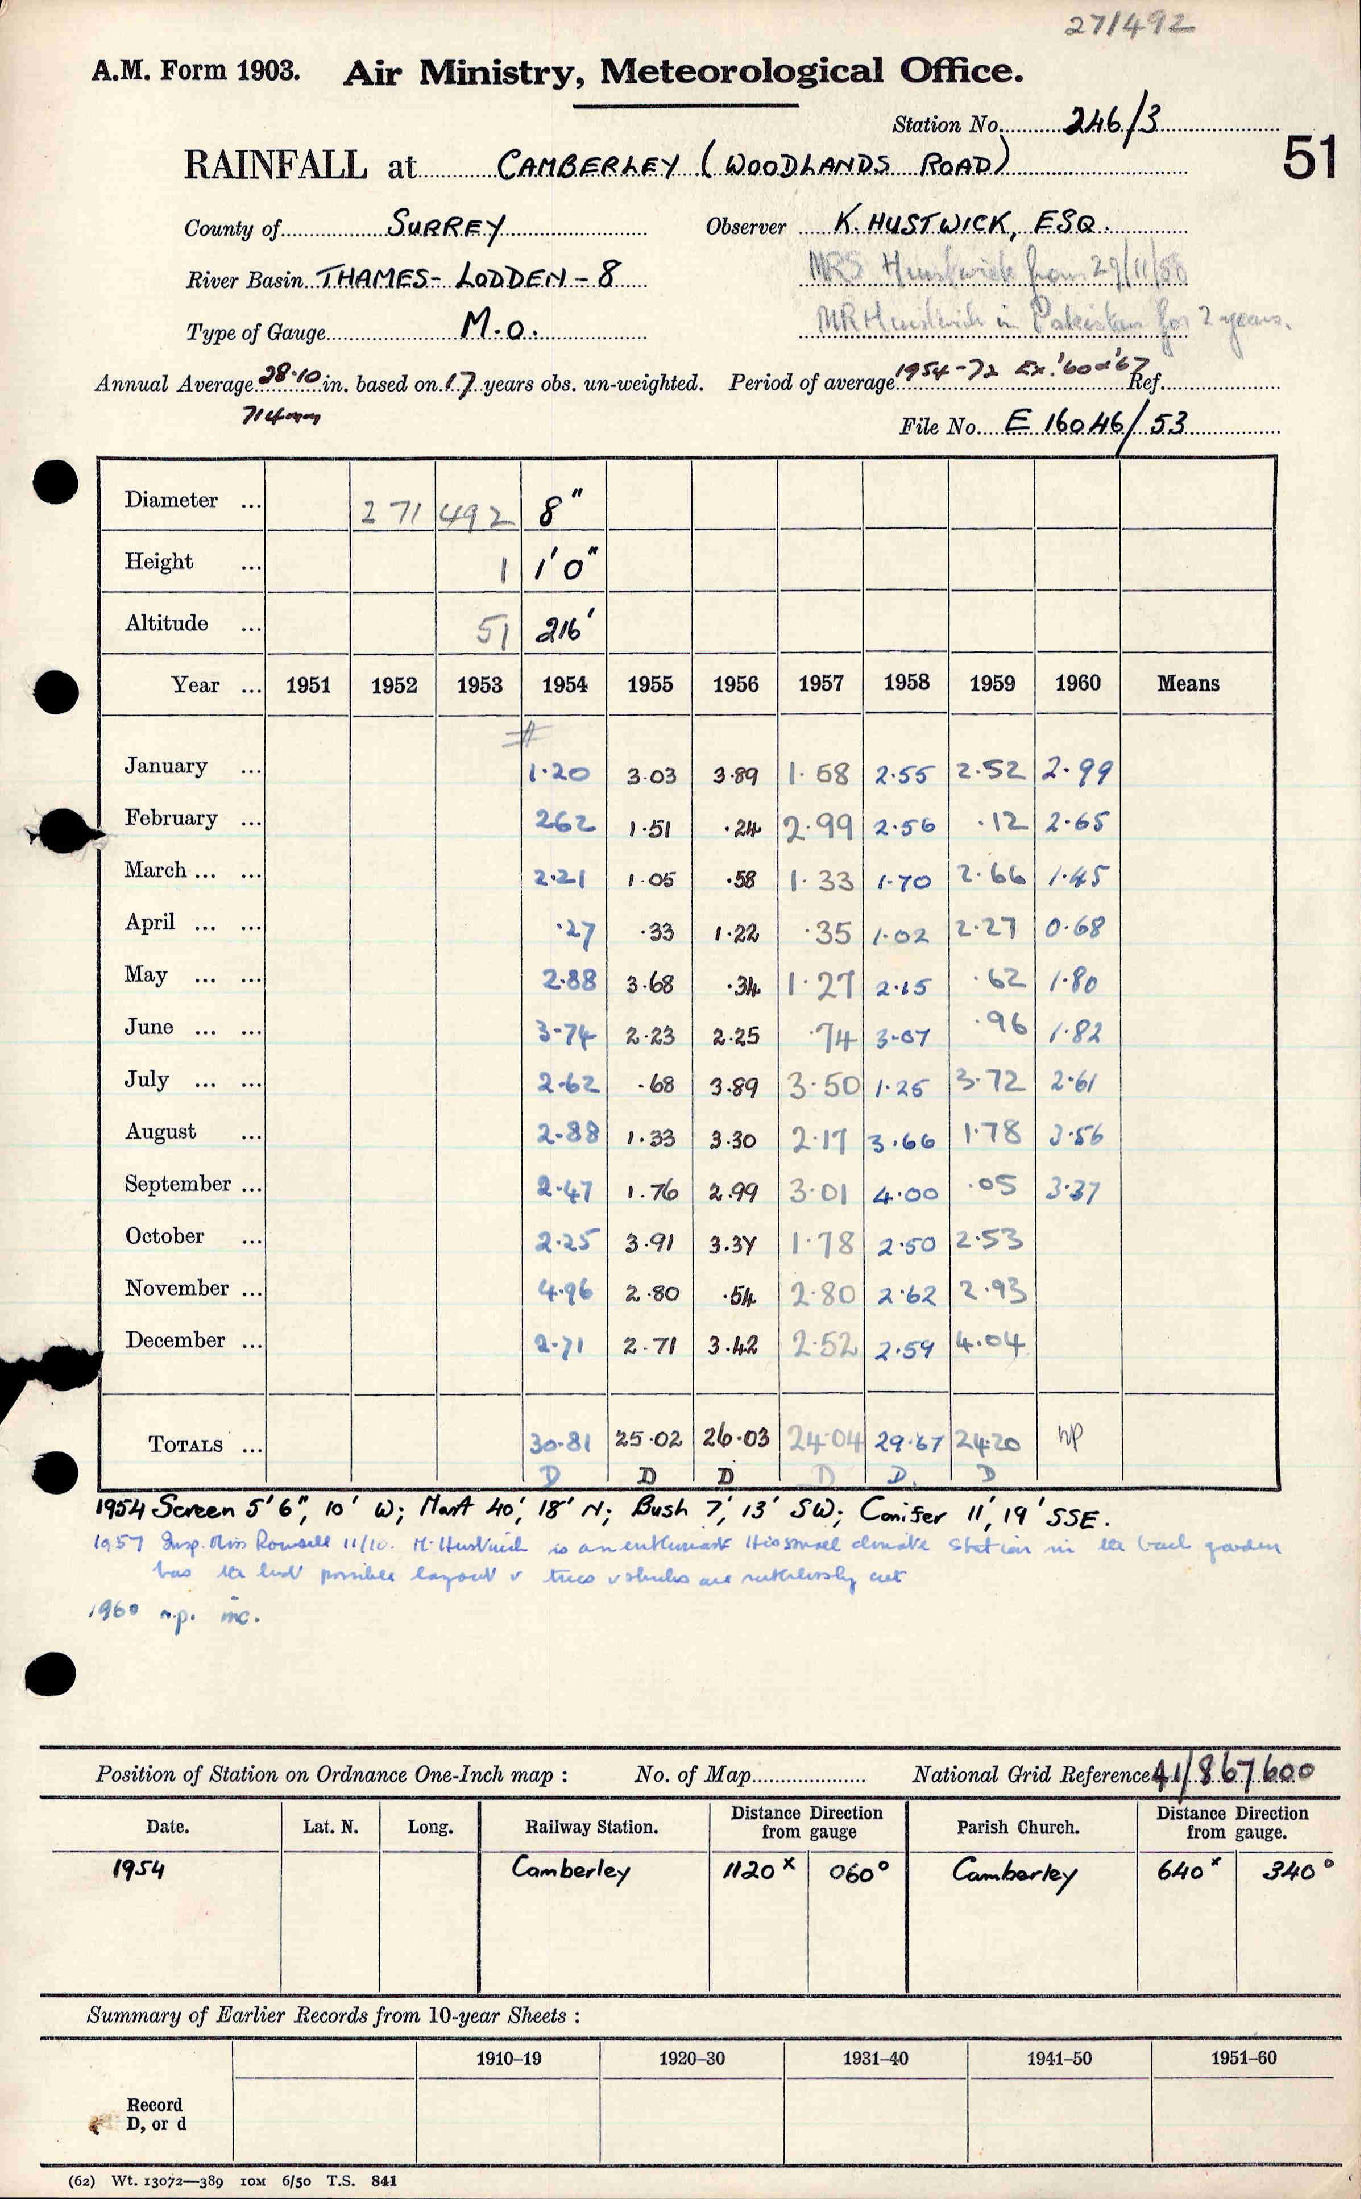 271492
A.M. Form 1903. Air Ministry, Meteorological Office.
Station No. 246/3
51
RAINFALL at CAMBERLEY (WOODLANDS ROAD)
County of SURREY Observer K. HUSTWICK, ESQ.
River Basin THAMES - LODDEN - 8 MRS Hustwick from 29/11/58
Type of Gauge M.O. MR Hustwick in Pakistan for 2 years.
Annual Average 28.10 in. based on 17 years obs. un-weighted. Period of average 1954-72 Ex. '60 & '67 Ref.
714mm
File No. E 16046/53
Diameter ... 271 492 8"
Height ... 1 1'0"
Altitude ... 51 216'
Year ... 1951 1952 1953 1954 1955 1956 1957 1958 1959 1960 Means
#
January ... 1.20 3.03 3.89 1.58 2.55 2.52 2.99
February ... 262 1.51 .24 2.99 2.56 .12 2.65
March ... ... 2.21 1.05 .58 1.33 1.70 2.66 1.45
April ... ... .27 .33 1.22 .35 1.02 2.27 0.68
May ... ... 2.88 3.68 .34 1.27 2.15 .62 1.80
June ... ... 3.74 2.23 2.25 .74 3.07 .96 1.82
July ... ... 2.62 .68 3.89 3.50 1.25 3.72 2.61
August ... 2.88 1.33 3.30 2.17 3.66 1.78 3.56
September ... 2.47 1.76 2.99 3.01 4.00 .05 3.37
October ... 2.25 3.91 3.37 1.78 2.50 2.53
November ... 4.96 2.80 .54 2.80 2.62 2.93
December ... 2.71 2.71 3.42 2.52 2.59 4.04
TOTALS ... 30.81 25.02 26.03 24.04 29.67 24.20 np
D D D D D. D
1954 Screen 5'6", 10' W; Mast 40', 18' N; Bush 7', 13' SW; Conifer 11', 19' SSE.
1957 Insp. Miss Rowsell 11/10. Mr Hustwick is an enthusiast His small climate station in the back garden
has the best possible layout & trees & shrubs are ruthlessly cut
1960 n.p. inc.
Position of Station on Ordnance One-Inch map : No. of Map National Grid Reference 41/867600
Date. Lat. N. Long. Railway Station. Distance Direction from gauge Parish Church. Distance Direction from gauge.
1954 Camberley 1120x 060° Camberley 640x 340°
Summary of Earlier Records from 10-year Sheets :
1910–19 1920–30 1931–40 1941–50 1951–60
Record
D, or d
(62) Wt. 13072—389 10M 6/50 T.S. 841